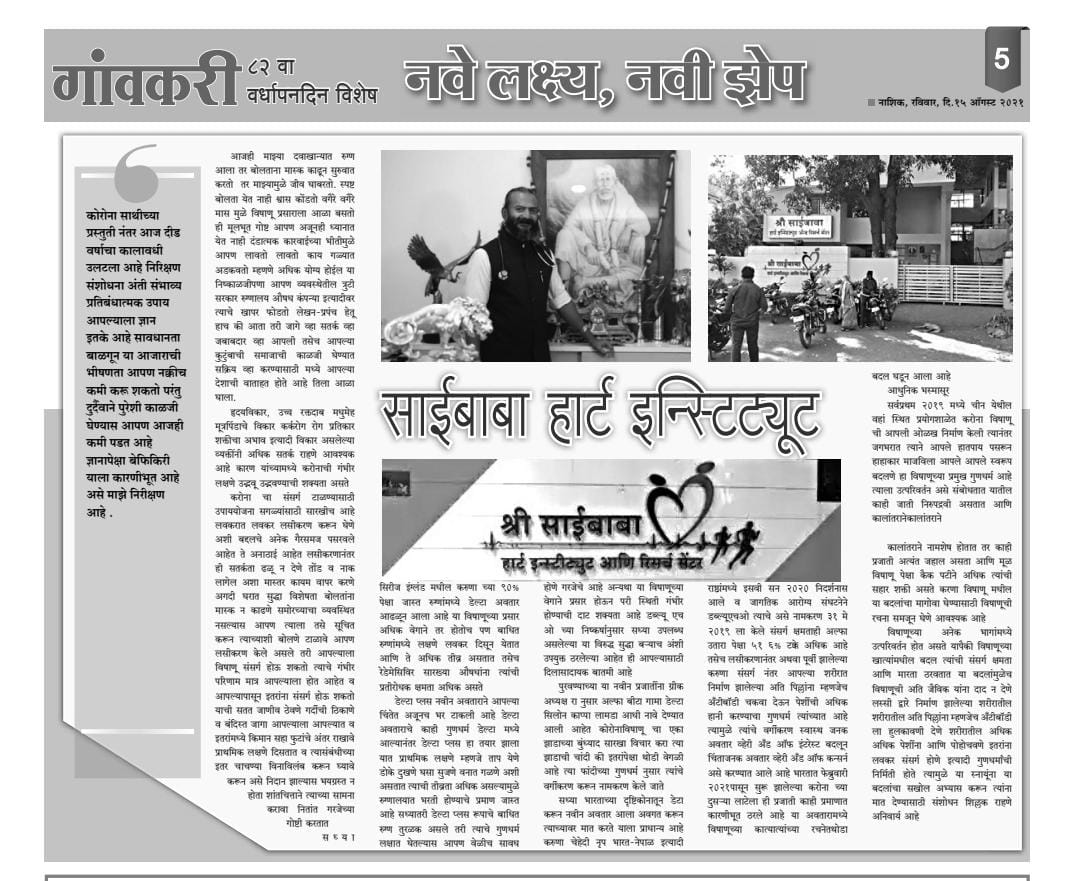 गांवकरी
८२ वा
वर्धापनदिन विशेष
नवे लक्ष्य, नवी झेप
5
नाशिक, रविवार, दि.१५ ऑगस्ट २०२१
कोरोना साथीच्या
प्रस्तुती नंतर आज दीड
वर्षाचा कालावधी
उलटला आहे निरिक्षण
संशोधना अंती संभाव्य
प्रतिबंधात्मक उपाय
आपल्याला ज्ञान
इतके आहे सावधानता
बाळगून या आजाराची
भीषणता आपण नक्कीच
कमी करू शकतो परंतु
दुर्दैवाने पुरेशी काळजी
घेण्यास आपण आजही
कमी पडत आहे
ज्ञानापेक्षा बेफिकिरी
याला कारणीभूत आहे
असे माझे निरीक्षण
आहे .
आजही माझ्या दवाखान्यात रुग्ण
आला तर बोलताना मास्क काढून सुरुवात
करतो तर माझ्यामुळे जीव घाबरतो. स्पष्ट
बोलता येत नाही श्वास कोंडतो वगैरे वगैरे
मास मुळे विषाणू प्रसाराला आळा बसतो
ही मूलभूत गोष्ट आपण अजूनही ध्यानात
येत नाही दंडात्मक कारवाईच्या भीतीमुळे
आपण लावतो लावतो काय गळ्यात
अडकवतो म्हणणे अधिक योग्य होईल या
निष्काळजीपणा आपण व्यवस्थेतील त्रुटी
सरकार रुग्णालय औषध कंपन्या इत्यादीवर
त्याचे खापर फोडतो लेखन-प्रपंच हेतू
हाच की आता तरी जागे व्हा सतर्क व्हा
जबाबदार व्हा आपली तसेच आपल्या
कुटुंबाची समाजाची काळजी घेण्यात
सक्रिय व्हा करण्यासाठी मध्ये आपल्या
देशाची वाताहत होते आहे तिला आळा
घाला.
हृदयविकार, उच्च रक्तदाब मधुमेह
मूत्रपिंडाचे विकार कर्करोग रोग प्रतिकार
शक्तीचा अभाव इत्यादी विकार असलेल्या
व्यक्तींनी अधिक सतर्क राहणे आवश्यक
आहे कारण यांच्यामध्ये करोनाची गंभीर
लक्षणे उद्भवू उद्भवण्याची शक्यता असते
करोना चा संसर्ग टाळण्यासाठी
उपाययोजना सगळ्यांसाठी सारखीच आहे
लवकरात लवकर लसीकरण करून घेणे
अशी बद्दलचे अनेक गैरसमज पसरवले
आहेत ते अनाठाई आहेत लसीकरणानंतर
ही सतर्कता ढळू न देणे तोंड व नाक
लागेल अशा मास्तर कायम वापर करणे
अगदी घरात सुद्धा विशेषता बोलतांना
मास्क न काढणे समोरच्याचा व्यवस्थित
नसल्यास आपण त्याला तसे सूचित
करून त्याच्याशी बोलणे टाळावे आपण
लसीकरण केले असले तरी आपल्याला
विषाणू संसर्ग होऊ शकतो त्याचे गंभीर
परिणाम मात्र आपल्याला होत आहेत व
आपल्यापासून इतरांना संसर्ग होऊ शकतो
याची सतत जाणीव ठेवणे गर्दीची ठिकाणे
व बंदिस्त जागा आपल्याला आपल्यात व
इतरांमध्ये किमान सहा फुटांचे अंतर राखावे
प्राथमिक लक्षणे दिसतात व त्यासंबंधीच्या
इतर चाचण्या विनाविलंब करून घ्यावे
करून असे निदान झाल्यास भयग्रस्त न
होता शांतचित्ताने त्याच्या सामना
करावा नितांत गरजेच्या
गोष्टी करतात
स ध्या
श्री साईबाबा
हार्ट इन्स्टिट्यूट अँण्ड रिसर्च सेंटर
श्री साईबाबा
साईबाबा हार्ट इन्स्टिट्यूट
श्री साईबाबा
हार्ट इन्स्टीट्युट आणि रिसर्च सेंटर
सिरीज इंग्लंड मधील करुणा च्या ९०%
पेक्षा जास्त रुग्णांमध्ये डेल्टा अवतार
आढळून आला आहे या विषाणूच्या प्रसार
अधिक वेगाने तर होतोच पण बाधित
रुग्णांमध्ये लक्षणे लवकर दिसून येतात
आणि ते अधिक तीव्र असतात तसेच
रेडेमेसिविर सारख्या औषधांना त्यांची
प्रतीरोधक क्षमता अधिक असते
डेल्टा प्लस नवीन अवताराने आपल्या
चिंतेत अजूनच भर टाकली आहे डेल्टा
अवताराचे काही गुणधर्म डेल्टा मध्ये
आल्यानंतर डेल्टा प्लस हा तयार झाला
यात प्राथमिक लक्षणे म्हणजे ताप येणे
डोके दुखणे घसा सुजणे वनात गळणे अशी
असतात त्याची तीव्रता अधिक असल्यामुळे
रुग्णालयात भरती होण्याचे प्रमाण जास्त
आहे सध्यातरी डेल्टा प्लस रूपाचे बाधित
रुग्ण तुरळक असले तरी त्याचे गुणधर्म
लक्षात घेतल्यास आपण वेळीच सावध
होणे गरजेचे आहे अन्यथा या विषाणूच्या
वेगाने प्रसार होऊन परी स्थिती गंभीर
होण्याची दाट शक्यता आहे डब्ल्यू एच
ओ च्या निष्कर्षानुसार सध्या उपलब्ध
असलेल्या या विरुद्ध सुद्धा बऱ्याच अंशी
उपयुक्त ठरलेल्या आहेत ही आपल्यासाठी
दिलासादायक बातमी आहे
पुरवण्याच्या या नवीन प्रजातींना ग्रीक
अध्यक्ष रा नुसार अल्फा बीटा गामा डेल्टा
सिलोन काप्पा लामडा आधी नावे देण्यात
आली आहेत कोरोनाविषाणू चा एका
झाडाच्या बुंध्याद सारखा विचार करा त्या
झाडाची चांदी की इतरांपेक्षा थोडी वेगळी
आहे त्या फांदीच्या गुणधर्म नुसार त्यांचे
वर्गीकरण करून नामकरण केले जाते
सध्या भारताच्या दृष्टिकोनातून डेटा
करून नवीन अवतार आला अवगत करून
त्याच्यावर मात करते याला प्राधान्य आहे
करुणा चेहेदी नृप भारत-नेपाळ इत्यादी
राष्ट्रांमध्ये इसवी सन २०२० निदर्शनास
आले व जागतिक आरोग्य संघटनेने
डब्ल्यूएचओ त्याचे असे नामकरण ३१ मे
२०२१ ला केले संसर्ग क्षमताही अल्फा
उतारा पेक्षा ५१ ६% टक्के अधिक आहे
तसेच लसीकरणानंतर अथवा पूर्वी झालेल्या
करुणा संसर्ग नंतर आपल्या शरीरात
निर्माण झालेल्या अति पिल्लांना म्हणजेच
अँटीबॉडी चकवा देऊन पेशींची अधिक
हानी करण्याचा गुणधर्म त्यांच्यात आहे
त्यामुळे त्यांचे वर्गीकरण स्वास्थ जनक
अवतार व्हेरी अँड ऑफ इंटरेस्ट बदलून
चिंताजनक अवतार व्हेरी अँड ऑफ कन्सर्न
असे करण्यात आले आहे भारतात फेब्रुवारी
२०२१पासून सुरू झालेल्या करोना च्या
दुसऱ्या लाटेला ही प्रजाती काही प्रमाणात
कारणीभूत ठरले आहे या अवतारामध्ये
विषाणूच्या कात्यात्यांच्या रचनेतथोडा
बदल घडून आला आहे
आधुनिक भस्मासूर
सर्वप्रथम २०१९ मध्ये चीन येथील
वहां स्थित प्रयोगशाळेत करोना विषाणू
ची आपली ओळख निर्माण केली त्यानंतर
जगभरात त्याने आपले हातपाय पसरून
हाहाकार माजविला आपले आपले स्वरूप
बदलणे हा विषाणूच्या प्रमुख गुणधर्म आहे
त्याला उत्परिवर्तन असे संबोधतात यातील
काही जाती निरुपद्रवी असतात आणि
कालांतरानेकालांतराने
कालांतराने नामशेष होतात तर काही
प्रजाती अत्यंत जहाल असता आणि मूळ
विषाणू पेक्षा कैक पटीने अधिक त्यांची
सहार शक्ती असते करणा विषाणू मधील
या बदलांचा मागोवा घेण्यासाठी विषाणूची
रचना समजून घेणे आवश्यक आहे
विषाणूच्या अनेक भागांमध्ये
उत्परिवर्तन होत असते यापैकी विषाणूच्या
खात्यांमधील बदल त्यांची संसर्ग क्षमता
आणि मारता ठरवतात या बदलांमुळेच
विषाणूची अति जैविक यांना दाद न देणे
लस्सी द्वारे निर्माण झालेल्या शरीरातील
शरीरातील अति पिल्लांना म्हणजेच अँटीबॉडी
ला हुलकावणी देणे शरीरातील अधिक
अधिक पेशींना आणि पोहोचवणे इतरांना
लवकर संसर्ग होणे इत्यादी गुणधर्मांची
निर्मिती होते त्यामुळे या स्नायूंना या
बदलांचा सखोल अभ्यास करून त्यांना
मात देण्यासाठी संशोधन शिल्लक राहणे
अनिवार्य आहे